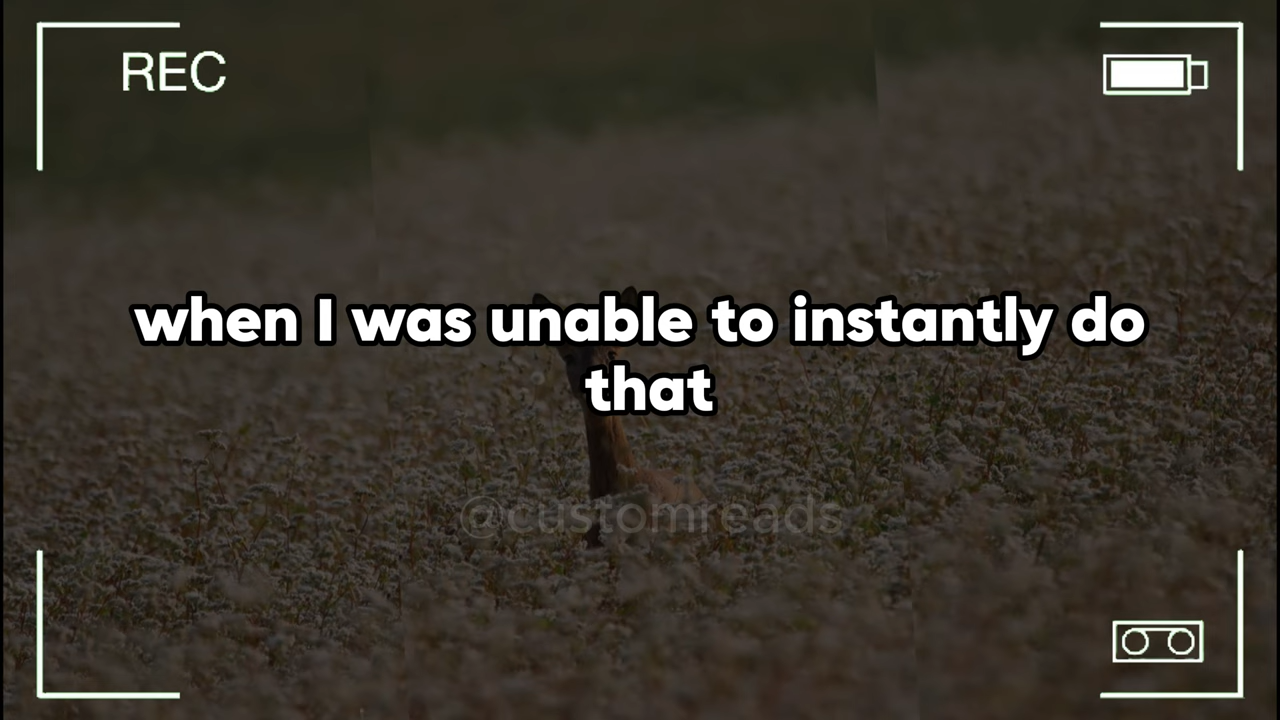 REC
when I was unable to instantly do
that
@customreads